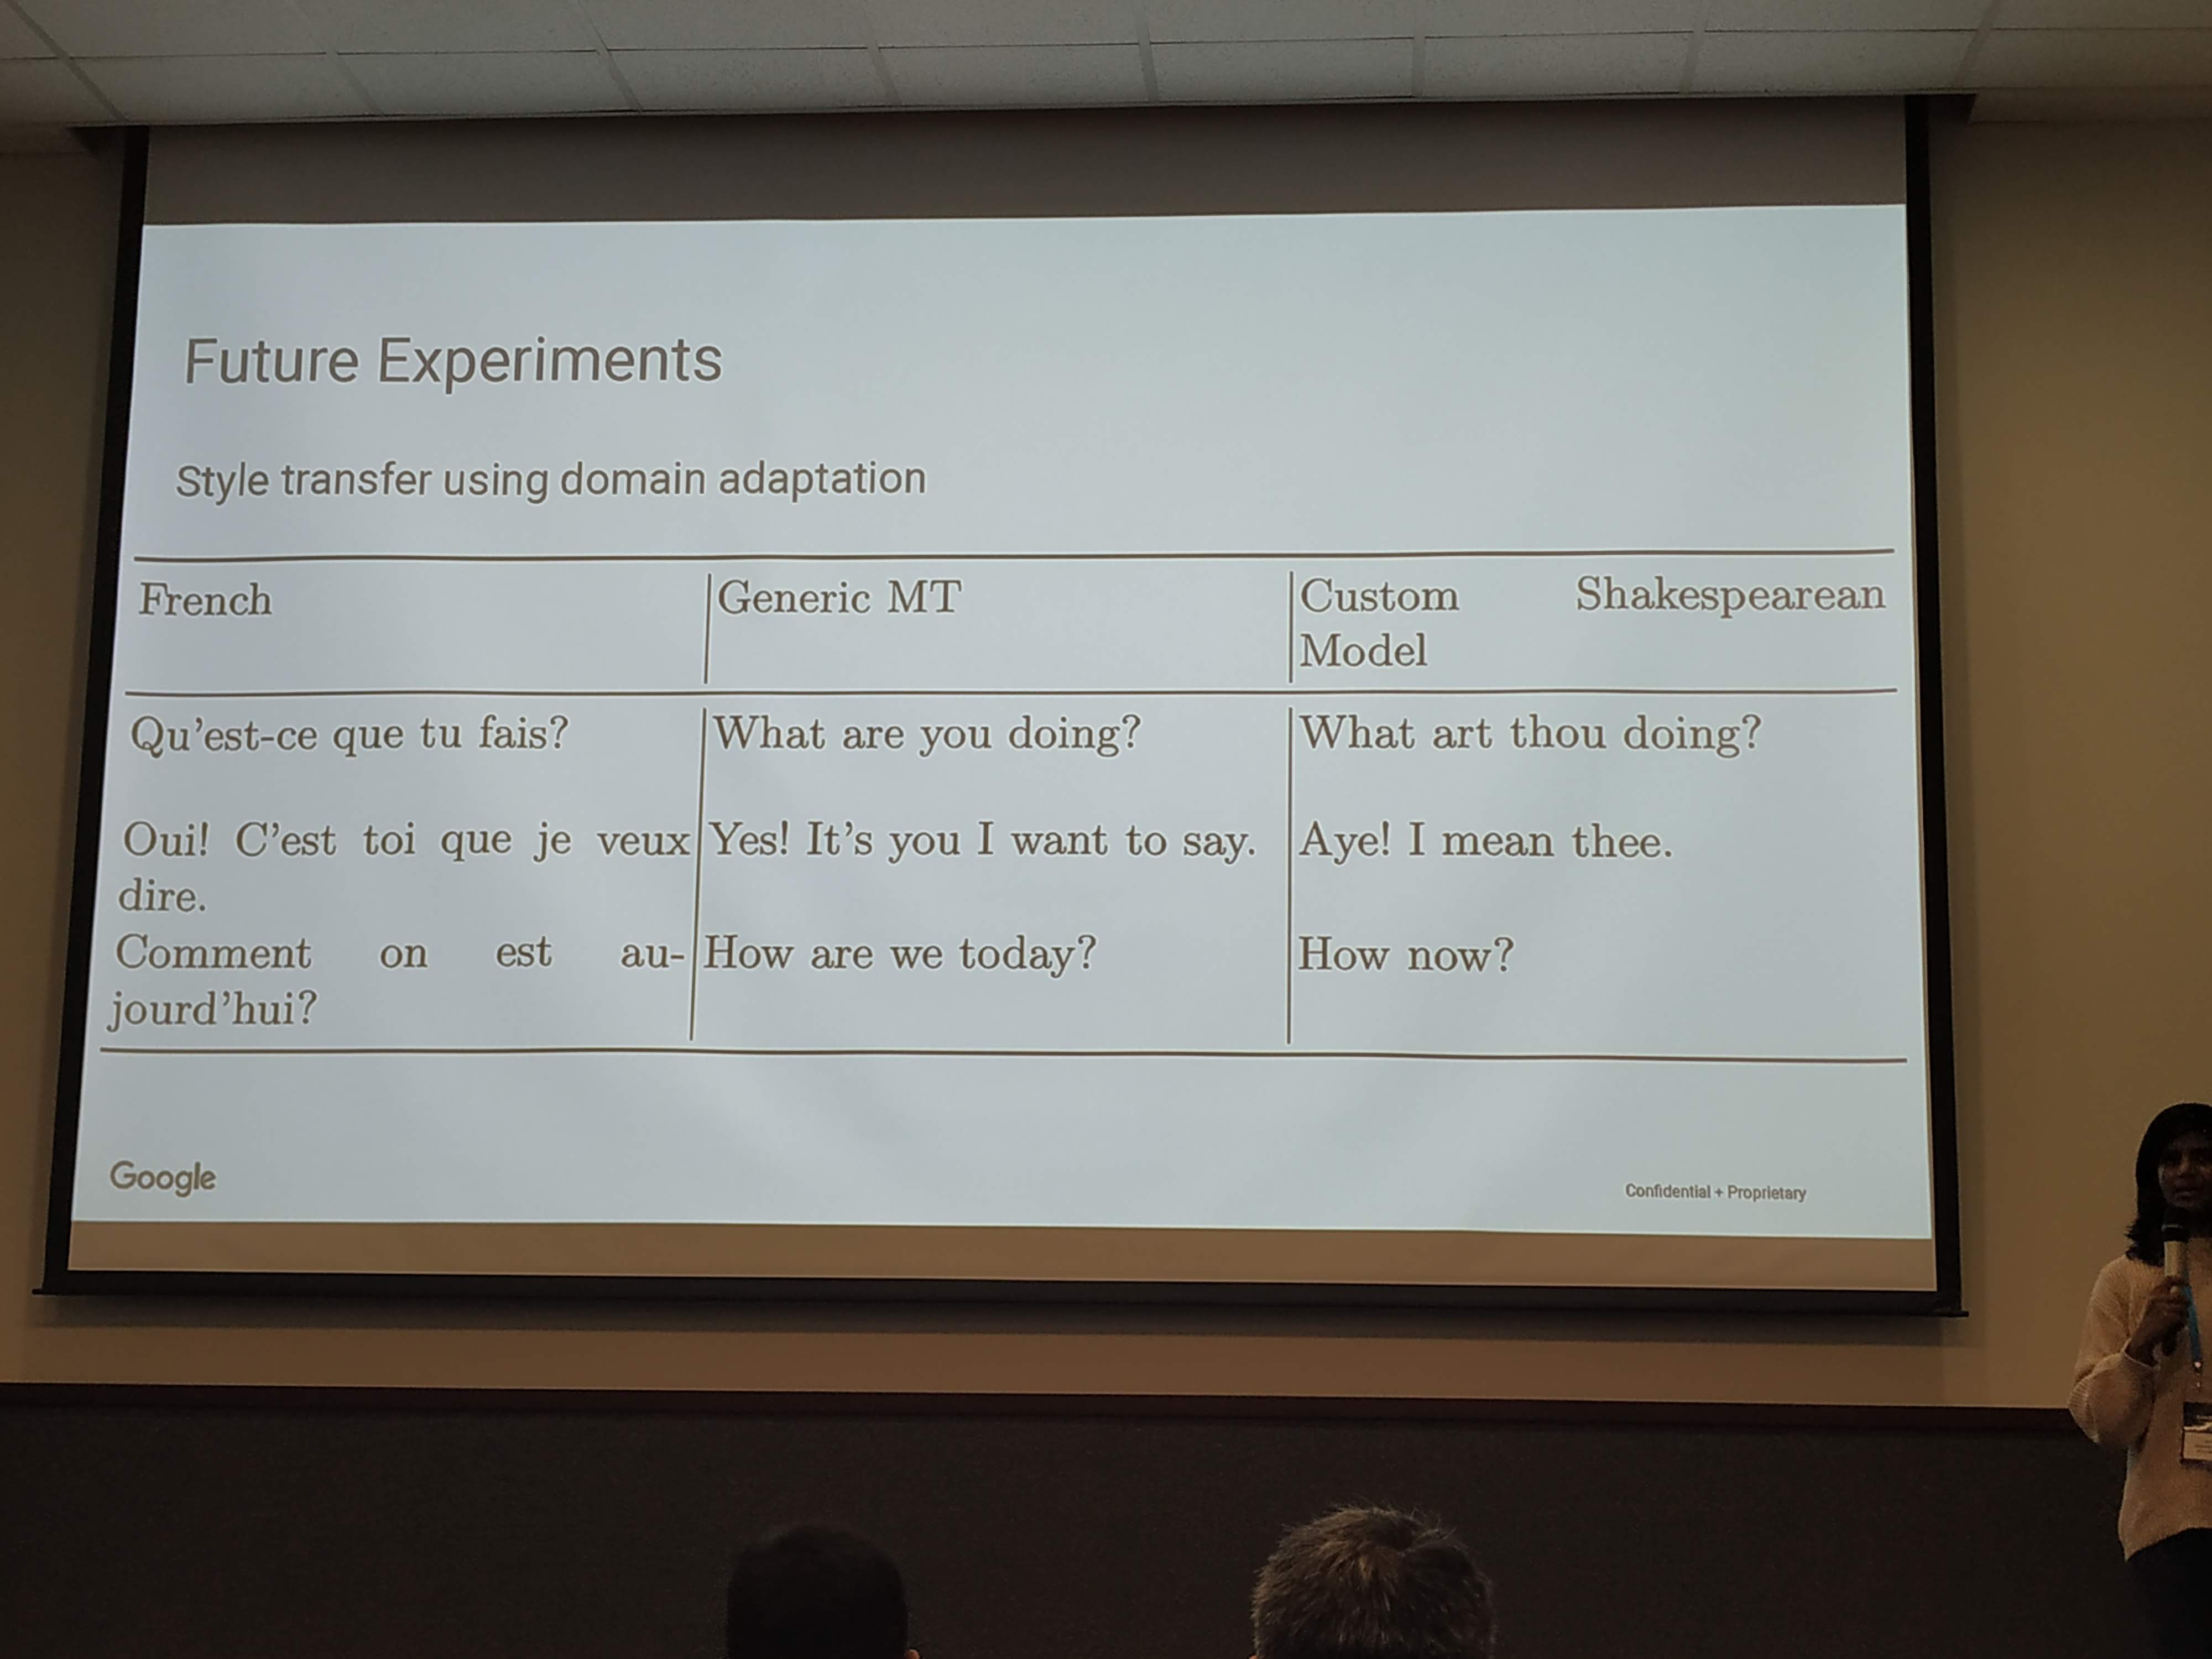 Future Experiments
Style transfer using domain adaptation
French
Generic MT
Custom Shakespearean
Model
Qu'est-ce que tu fais?
What are you doing?
What art thou doing?
Oui! C'est toi que je veux
dire.
Yes! It's you I want to say.
Aye! I mean thee.
Comment on est au-
jourd'hui?
How are we today?
How now?
Google
Confidential + Proprietary